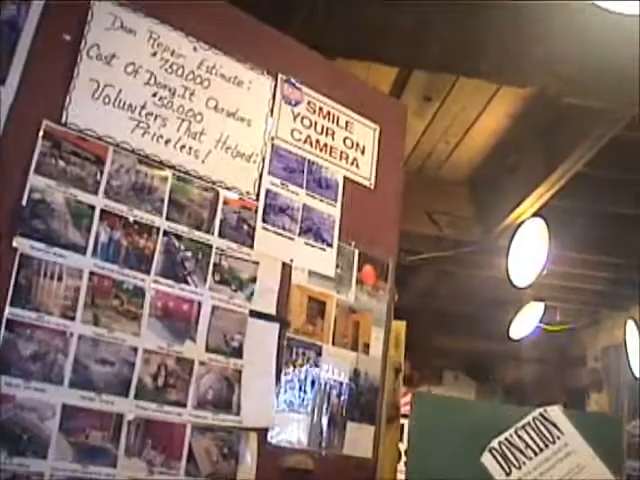 Dam Repair Estimate:
$750,000
Cost Of Doing It Ourselves
$50,000
Volunters That Helped:
Priceless!
SMILE
YOUR ON
CAMERA
DONATION